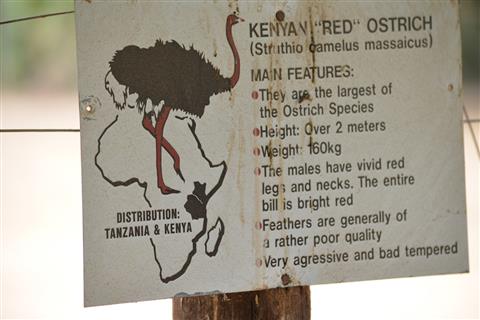 KENYAN "RED" OSTRICH
(Struthio camelus massaicus)
MAIN FEATURES:
They are the largest of
the Ostrich Species
Height: Over 2 meters
Weight: 160kg
The males have vivid red
legs and necks. The entire
bill is bright red
Feathers are generally of
a rather poor quality
Very agressive and bad tempered
DISTRIBUTION:
TANZANIA & KENYA